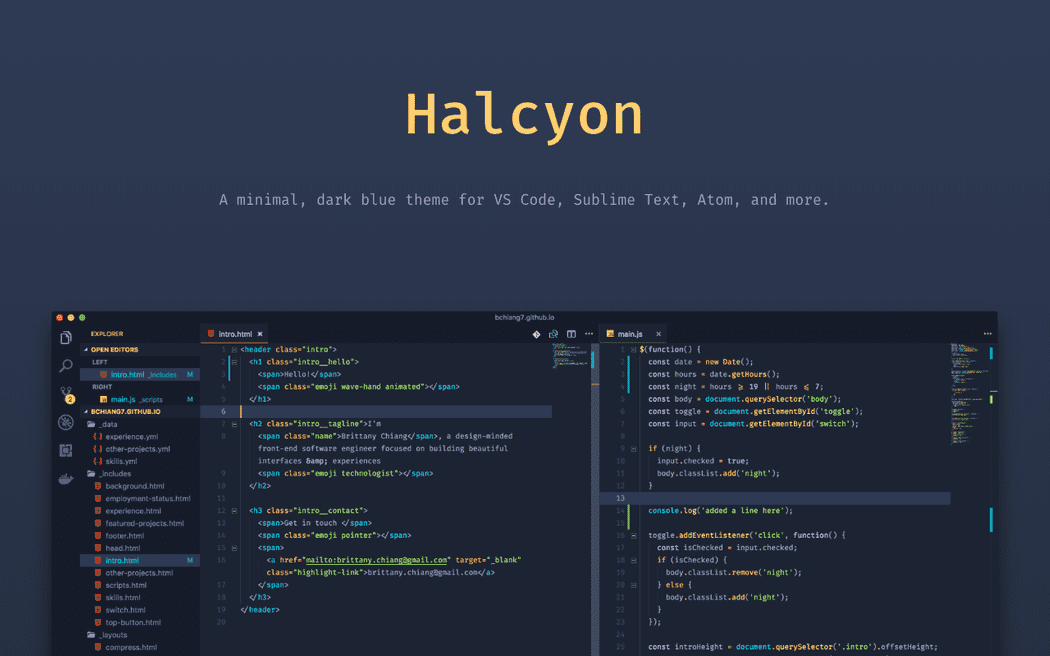 Halcyon
A minimal, dark blue theme for VS Code, Sublime Text, Atom, and more.
bchiang7.github.io
EXPLORER
OPEN EDITORS
LEFT
intro.html _includes M
RIGHT
main.js _scripts M
BCHIANG7.GITHUB.IO
_data
experience.yml
other-projects.yml
skills.yml
_includes
background.html
employment-status.html
experience.html
featured-projects.html
footer.html
head.html
intro.html M
other-projects.html
scripts.html
skills.html
switch.html
top-button.html
_layouts
compress.html
2
intro.html
1 <header class="intro">
2 <h1 class="intro__hello">
3 <span>Hello!</span>
4 <span class="emoji wave-hand animated"></span>
5 </h1>
6
7 <h2 class="intro__tagline">I'm
8 <span class="name">Brittany Chiang</span>, a design-minded
front-end software engineer focused on building beautiful
interfaces &amp; experiences
9 <span class="emoji technologist"></span>
10 </h2>
11
12 <h3 class="intro__contact">
13 <span>Get in touch </span>
14 <span class="emoji pointer"></span>
15 <span>
16 <a href="mailto:brittany.chiang@gmail.com" target="_blank"
class="highlight-link">brittany.chiang@gmail.com</a>
17 </span>
18 </h3>
19 </header>
20
main.js
1 $(function() {
2 const date = new Date();
3 const hours = date.getHours();
4 const night = hours ≥ 19 || hours ≤ 7;
5 const body = document.querySelector('body');
6 const toggle = document.getElementById('toggle');
7 const input = document.getElementById('switch');
8
9 if (night) {
10 input.checked = true;
11 body.classList.add('night');
12 }
13
14 console.log('added a line here');
15
16 toggle.addEventListener('click', function() {
17 const isChecked = input.checked;
18 if (isChecked) {
19 body.classList.remove('night');
20 } else {
21 body.classList.add('night');
22 }
23 });
24
25 const introHeight = document.querySelector('.intro').offsetHeight;